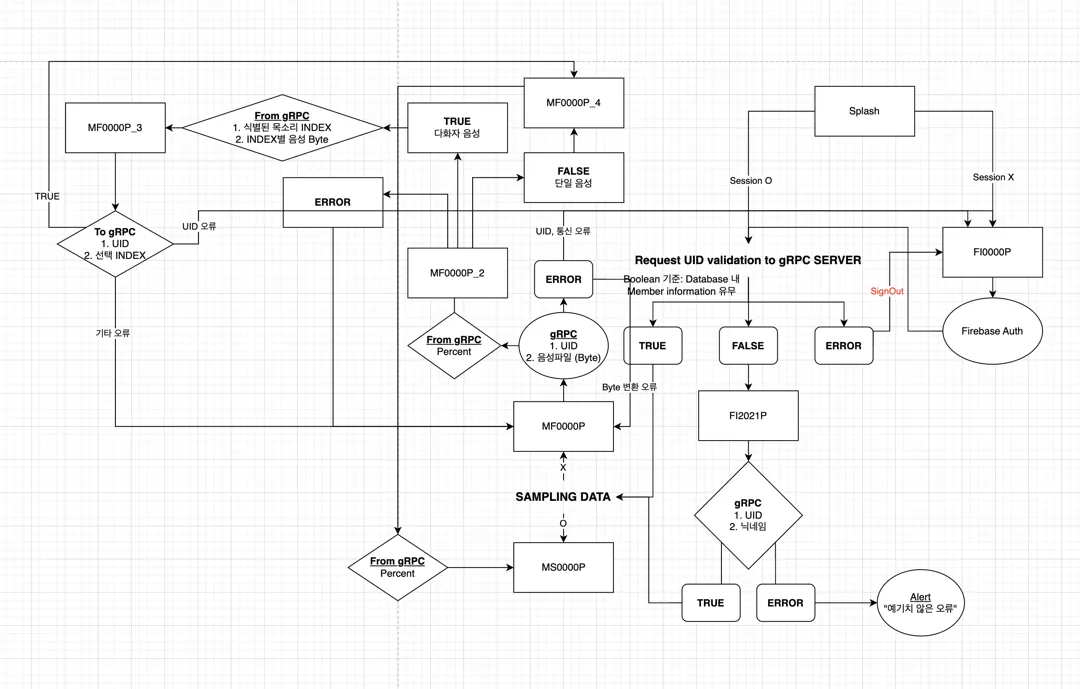 MF0000P_4
Splash
MF0000P_3
From gRPC
1. 식별된 목소리 INDEX
2. INDEX별 음성 Byte
TRUE
다화자 음성
FALSE
단일 음성
Session O
Session X
TRUE
ERROR
UID 오류
To gRPC
1. UID
2. 선택 INDEX
UID, 통신 오류
MF0000P_2
ERROR
Request UID validation to gRPC SERVER
Boolean 기준: Database 내
Member information 유무
FI0000P
SignOut
기타 오류
From gRPC
Percent
gRPC
1. UID
2. 음성파일 (Byte)
TRUE
FALSE
ERROR
Firebase Auth
Byte 변환 오류
MF0000P
FI2021P
X
SAMPLING DATA
O
gRPC
1. UID
2. 닉네임
From gRPC
Percent
MS0000P
TRUE
ERROR
Alert
"예기치 않은 오류"